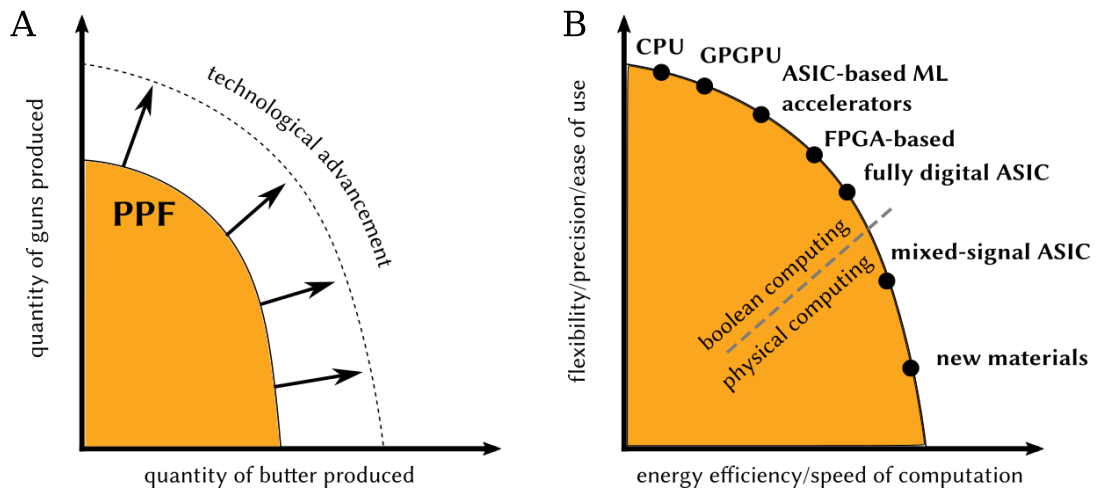 A
quantity of guns produced
technological advancement
PPF
quantity of butter produced
B
flexibility/precision/ease of use
CPU
GPGPU
ASIC-based ML
accelerators
FPGA-based
fully digital ASIC
boolean computing
physical computing
mixed-signal ASIC
new materials
energy efficiency/speed of computation